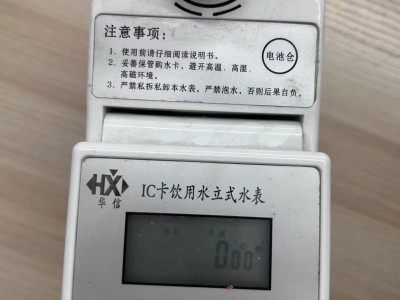 注意事项：
1、使用前请仔细阅读说明书。
2、妥善保管购水卡，避开高温、高湿、
高磁环境。
3、严禁私拆私卸本水表，严禁泡水，否则后果自负。
电池仓
HX
华信
IC卡饮用水立式水表
0.00